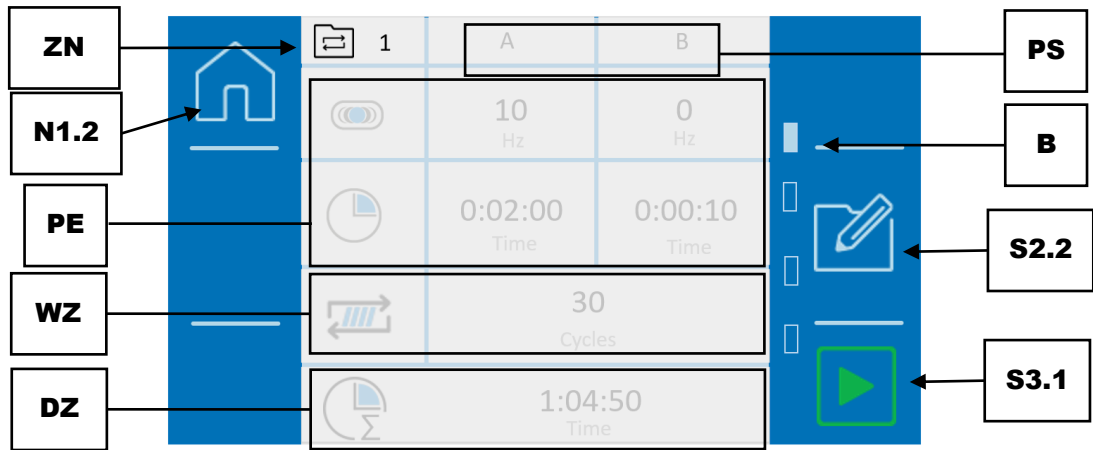 ZN
1
A
B
PS
N1.2
10
Hz
0
Hz
B
PE
0:02:00
Time
0:00:10
Time
S2.2
WZ
30
Cycles
S3.1
DZ
Σ
1:04:50
Time